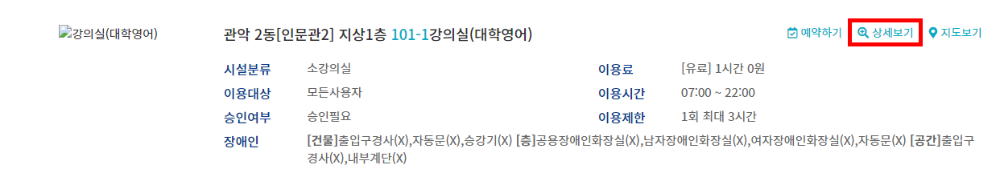 강의실(대학영어)
관악 2동[인문관2] 지상1층 101-1강의실(대학영어)
예약하기 상세보기 지도보기
시설분류 소강의실 이용료 [유료] 1시간 0원
이용대상 모든사용자 이용시간 07:00 ~ 22:00
승인여부 승인필요 이용제한 1회 최대 3시간
장애인 [건물]출입구경사(X),자동문(X),승강기(X) [층]공용장애인화장실(X),남자장애인화장실(X),여자장애인화장실(X),자동문(X) [공간]출입구
경사(X),내부계단(X)